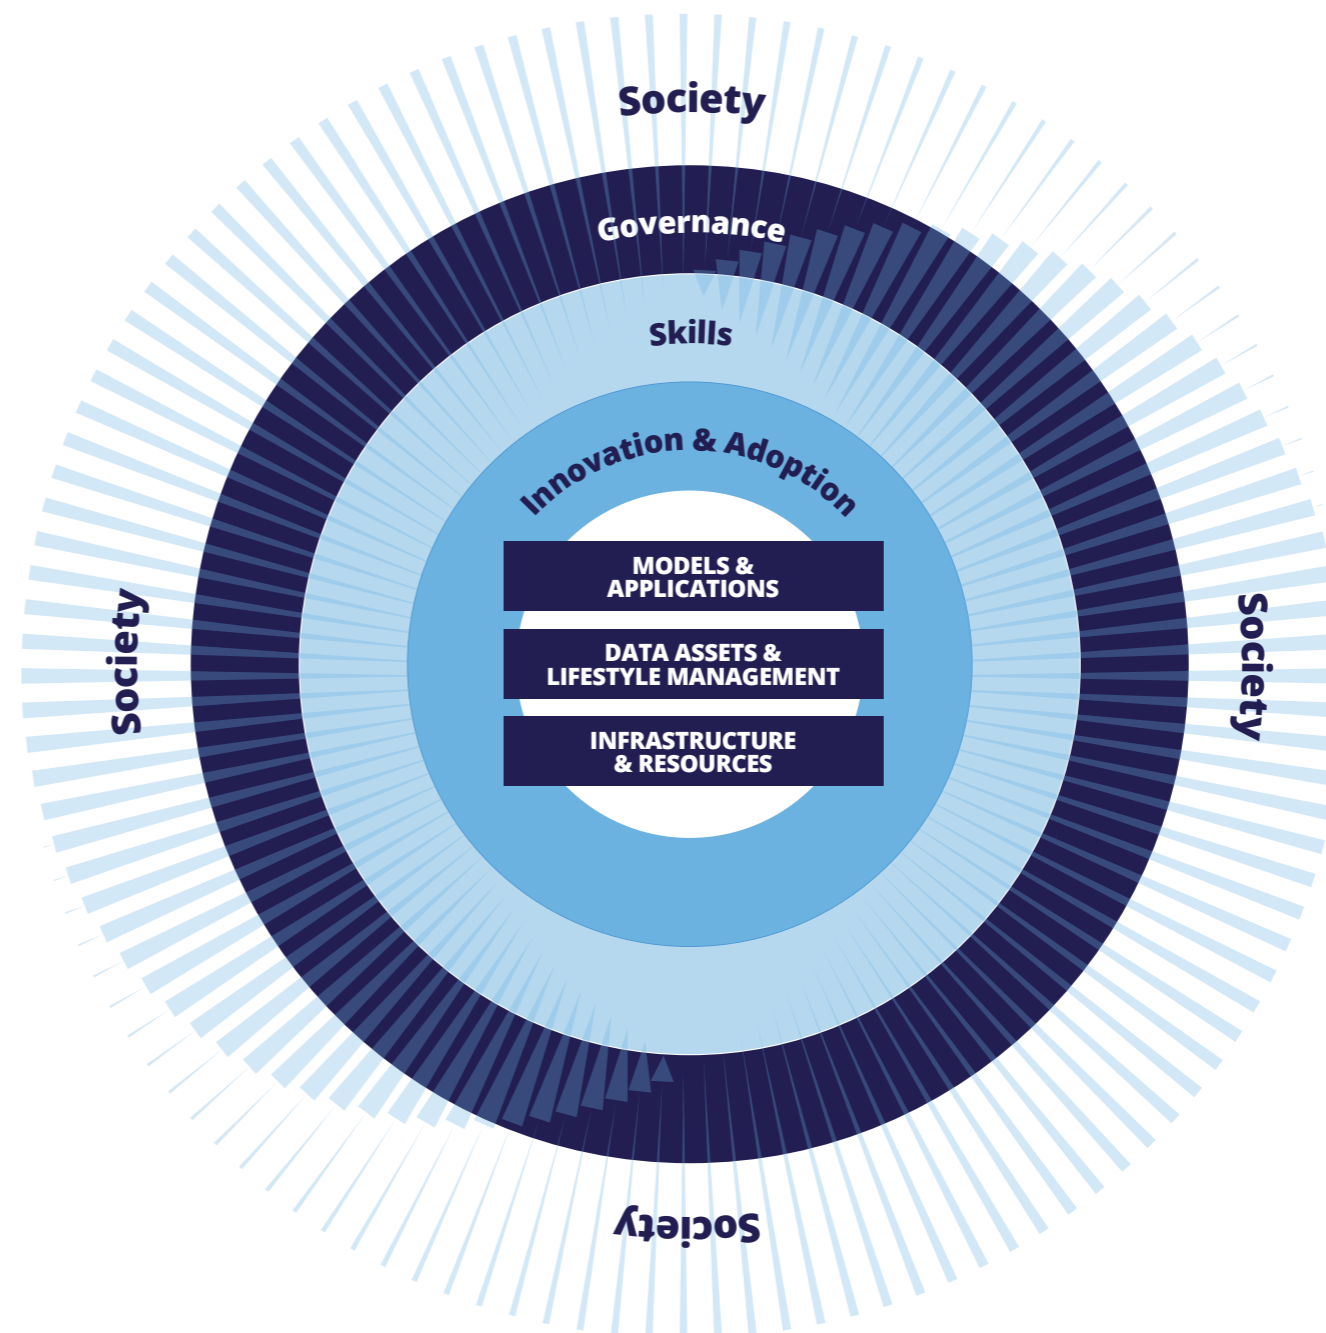 Society
Governance
Skills
Innovation & Adoption
MODELS &
APPLICATIONS
DATA ASSETS &
LIFESTYLE MANAGEMENT
INFRASTRUCTURE
& RESOURCES
Society
Society
Society